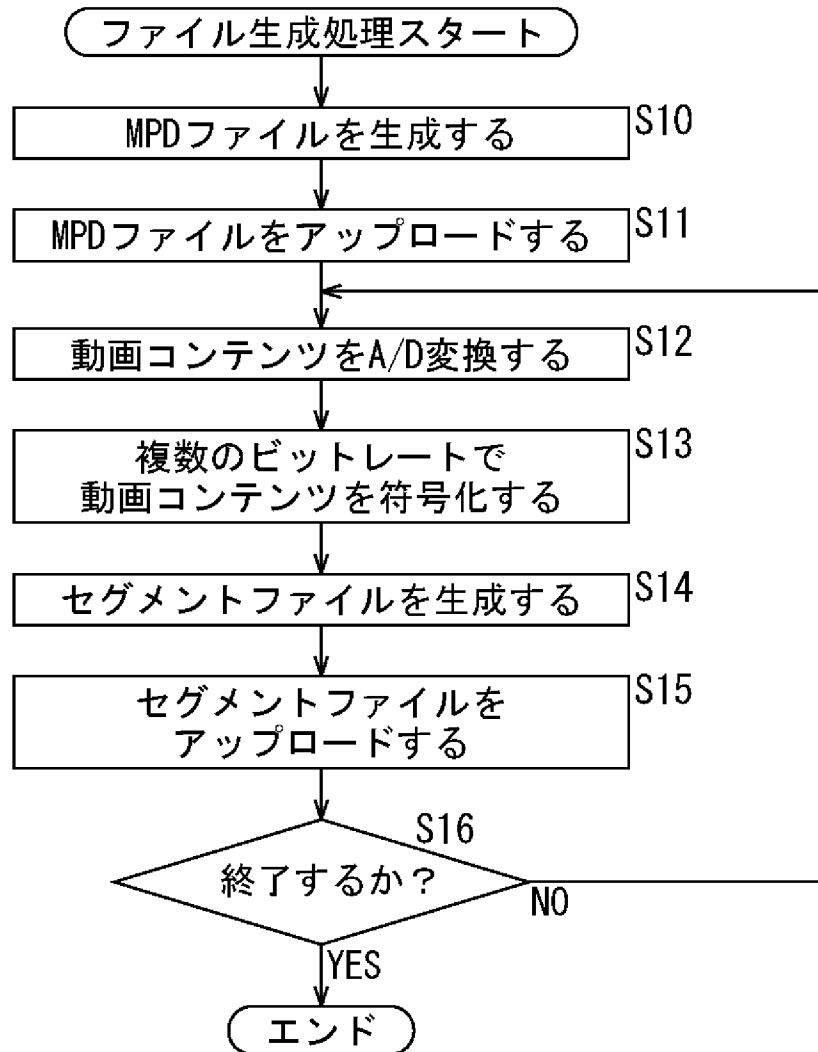 ファイル生成処理スタート
MPDファイルを生成する
S10
MPDファイルをアップロードする
S11
動画コンテンツをA/D変換する
S12
複数のビットレートで
動画コンテンツを符号化する
S13
セグメントファイルを生成する
S14
セグメントファイルを
アップロードする
S15
S16
終了するか?
NO
YES
エンド